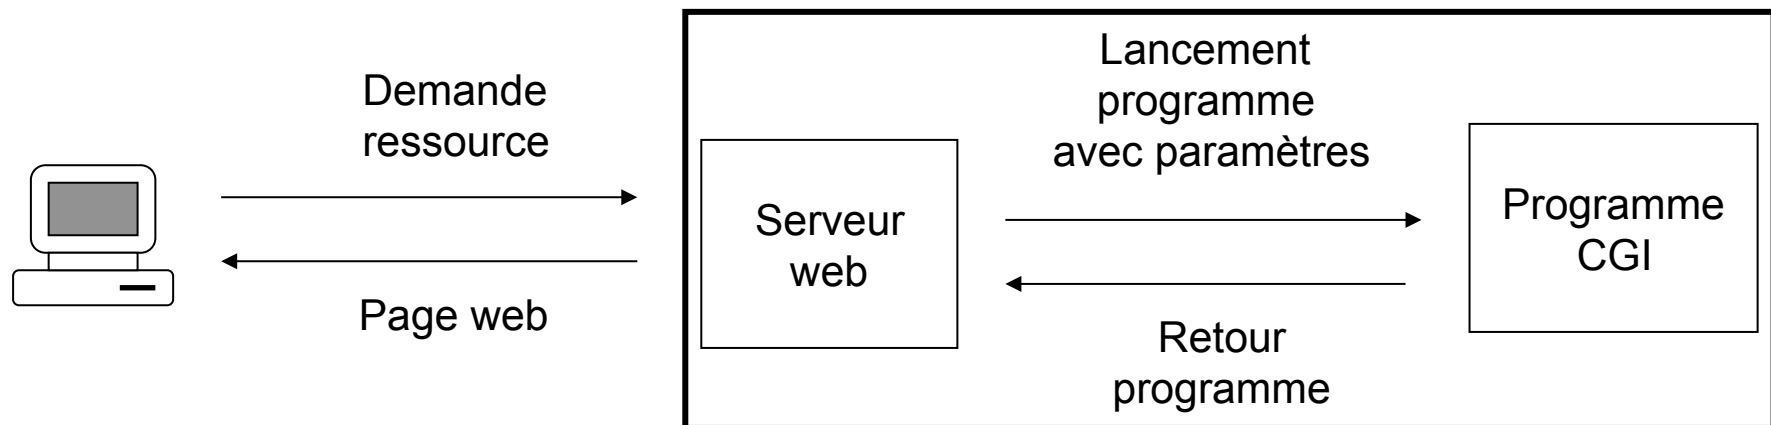 Demande
ressource
Page web
Serveur
web
Lancement
programme
avec paramètres
Retour
programme
Programme
CGI